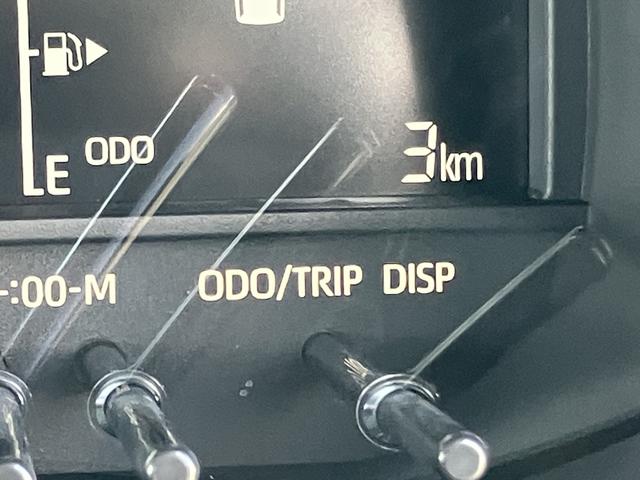 ODO 3km
E
-:00-M ODO/TRIP DISP